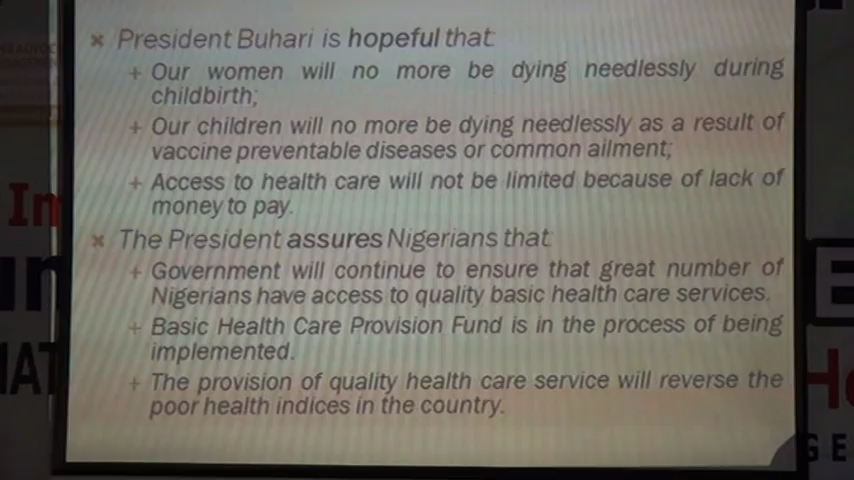 × President Buhari is hopeful that:
+ Our women will no more be dying needlessly during
childbirth;
+ Our children will no more be dying needlessly as a result of
vaccine preventable diseases or common ailment;
+ Access to health care will not be limited because of lack of
money to pay.
× The President assures Nigerians that:
+ Government will continue to ensure that great number of
Nigerians have access to quality basic health care services.
+ Basic Health Care Provision Fund is in the process of being
implemented.
+ The provision of quality health care service will reverse the
poor health indices in the country.